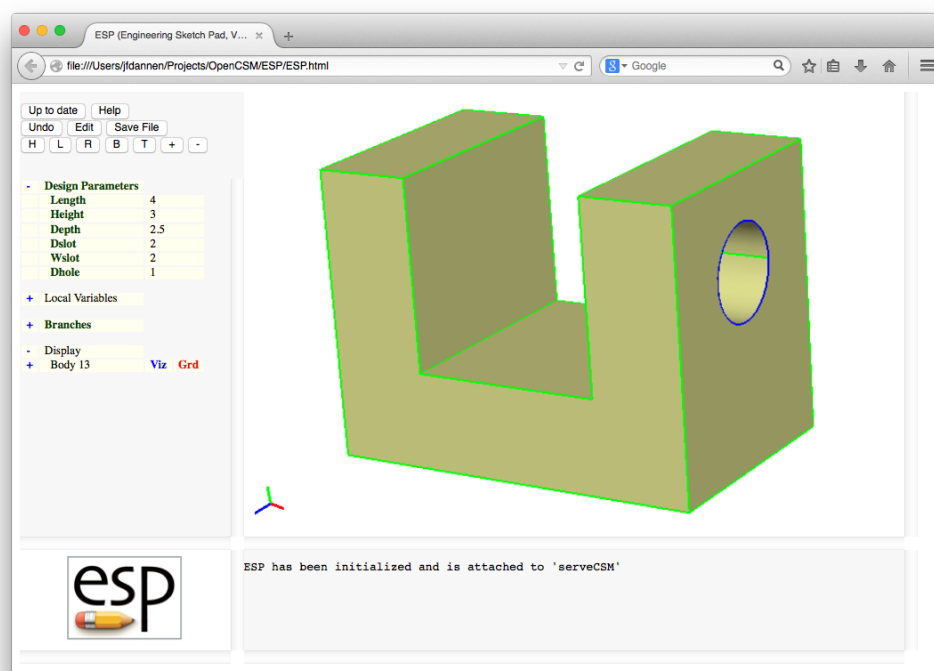 ESP (Engineering Sketch Pad, V...
file:///Users/jfdannen/Projects/OpenCSM/ESP/ESP.html
8 Google
Up to date Help
Undo Edit Save File
H L R B T + -
- Design Parameters
Length 4
Height 3
Depth 2.5
Dslot 2
Wslot 2
Dhole 1
+ Local Variables
+ Branches
- Display
+ Body 13 Viz Grd
esp
ESP has been initialized and is attached to 'serveCSM'